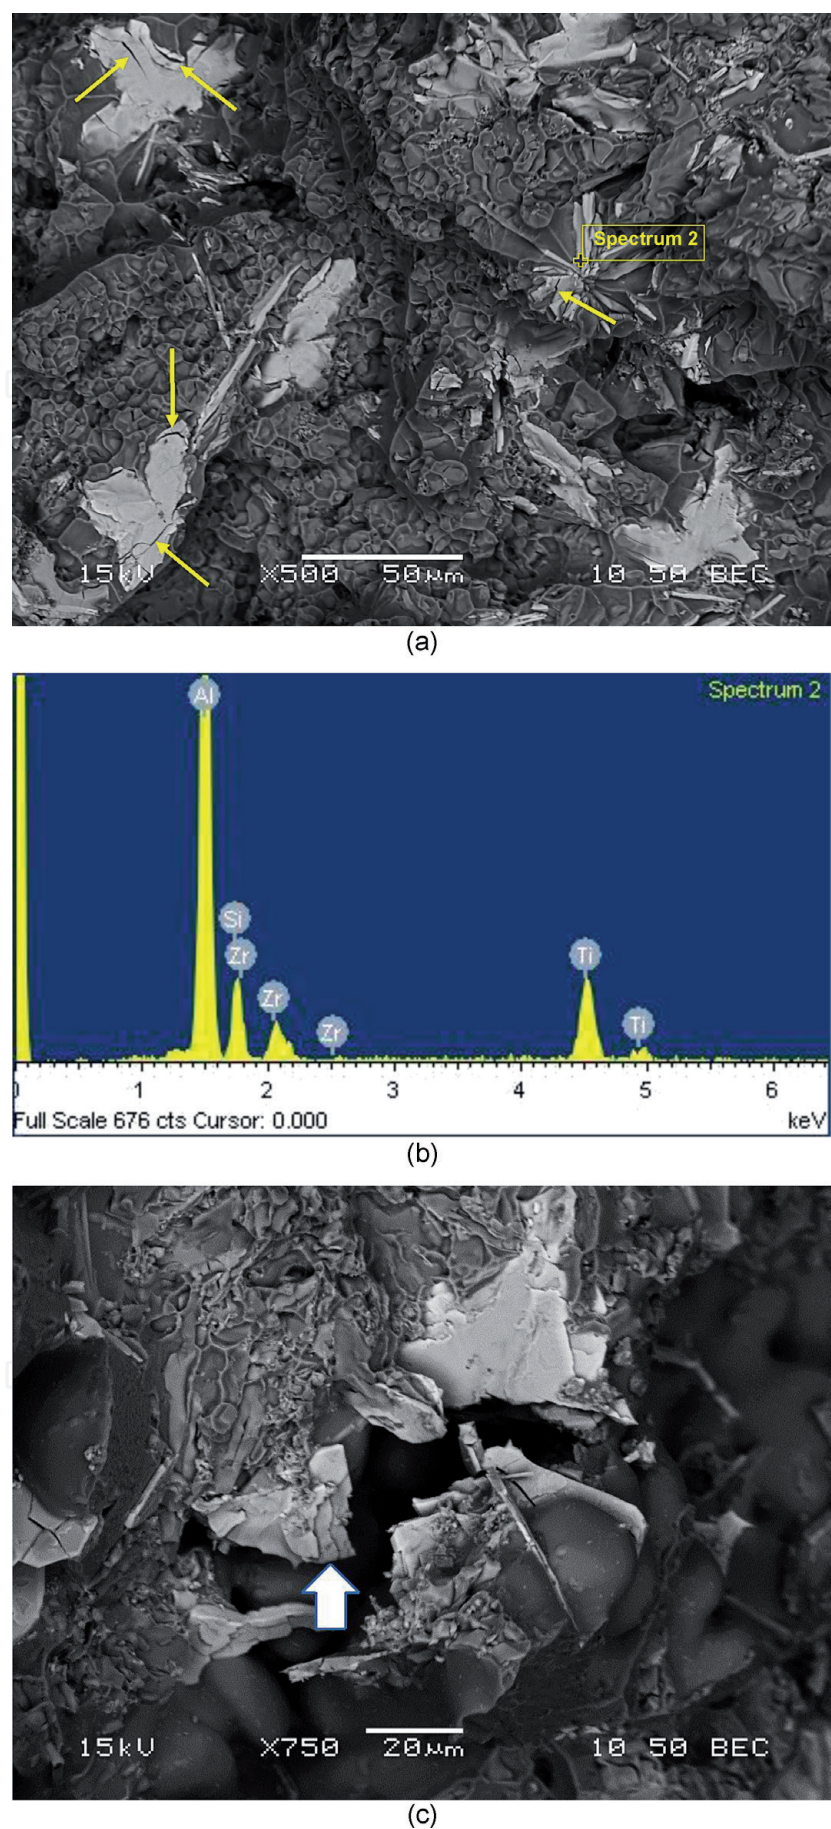 Spectrum 2
15kV X500 50µm 10 50 BEC
(a)
Spectrum 2
Al
Si
Zr
Zr
Zr
Ti
Ti
1 2 3 4 5 6
Full Scale 676 cts Cursor: 0.000 keV
(b)
15kV X750 20µm 10 50 BEC
(c)